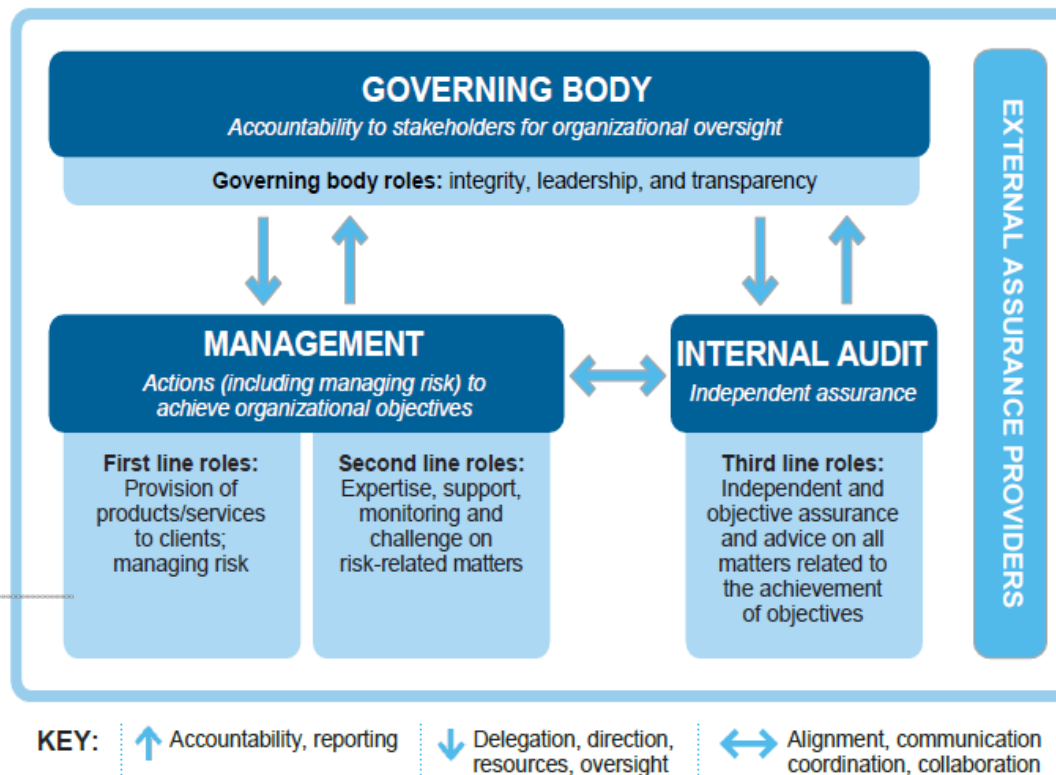 GOVERNING BODY
Accountability to stakeholders for organizational oversight
Governing body roles: integrity, leadership, and transparency
MANAGEMENT
Actions (including managing risk) to
achieve organizational objectives
First line roles:
Provision of
products/services
to clients;
managing risk
Second line roles:
Expertise, support,
monitoring and
challenge on
risk-related matters
INTERNAL AUDIT
Independent assurance
Third line roles:
Independent and
objective assurance
and advice on all
matters related to
the achievement
of objectives
EXTERNAL ASSURANCE PROVIDERS
KEY:
Accountability, reporting
Delegation, direction,
resources, oversight
Alignment, communication
coordination, collaboration